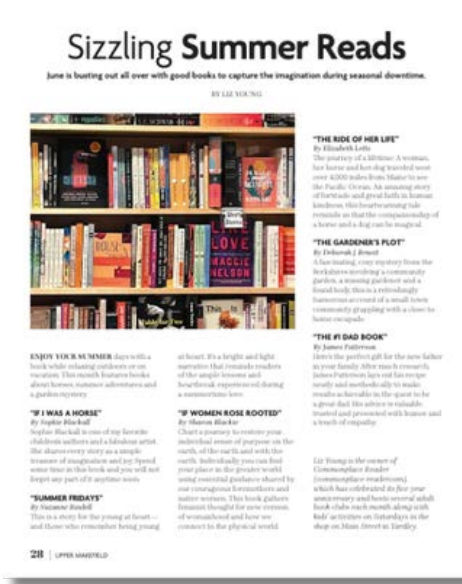 Sizzling Summer Reads
June is busting out all over with good books to capture the imagination during seasonal downtime.
BY LIZ YOUNG
LIKE
LOVE
MAGGIE
NELSON
This Is
ENJOY YOUR SUMMER days with a
book while relaxing outdoors or on
vacation. This month features books
about horses, summer adventures and
a garden mystery.
"IF I WAS A HORSE"
By Sophie Blackall
Sophie Blackall is one of my favorite
children's authors and a fabulous artist.
She shares every story as a simple
treasure of imagination and joy. Spend
some time in this book and you will not
forget any part of it anytime soon.
"SUMMER FRIDAYS"
By Suzanne Rindell
This is a story for the young at heart—
and those who remember being young
at heart. It's a bright and light
narrative that reminds readers
of the simple lessons and
heartbreak experienced during
a summertime love.
"IF WOMEN ROSE ROOTED"
By Sharon Blackie
Chart a journey to restore your
individual sense of purpose on the
earth, of the earth and with the
earth. Individually you can find
your place in the greater world
using essential guidance shared by
our courageous foremothers and
native women. This book gathers
feminist thought for new version
of womanhood and how we
connect to the physical world.
"THE RIDE OF HER LIFE"
By Elizabeth Letts
The journey of a lifetime: A woman,
her horse and her dog traveled west
over 4,000 miles from Maine to see
the Pacific Ocean. An amazing story
of fortitude and great faith in human
kindness, this heartwarming tale
reminds us that the companionship of
a horse and a dog can be magical.
"THE GARDENER'S PLOT"
By Deborah J. Benoit
A fascinating, cozy mystery from the
Berkshires involving a community
garden, a missing gardener and a
found body, this is a refreshingly
humorous account of a small town
community grappling with a close to
home escapade.
"THE #1 DAD BOOK"
By James Patterson
Here's the perfect gift for the new father
in your family. After much research,
James Patterson lays out his recipe
neatly and methodically to make
results achievable in the quest to be
a great dad. His advice is valuable,
trusted and presented with humor and
a touch of empathy.
Liz Young is the owner of
Commonplace Reader
(commonplacereader.com),
which has celebrated its five year
anniversary and hosts several adult
book clubs each month along with
kids' activities on Saturdays in the
shop on Main Street in Yardley.
28 | UPPER MAKEFIELD